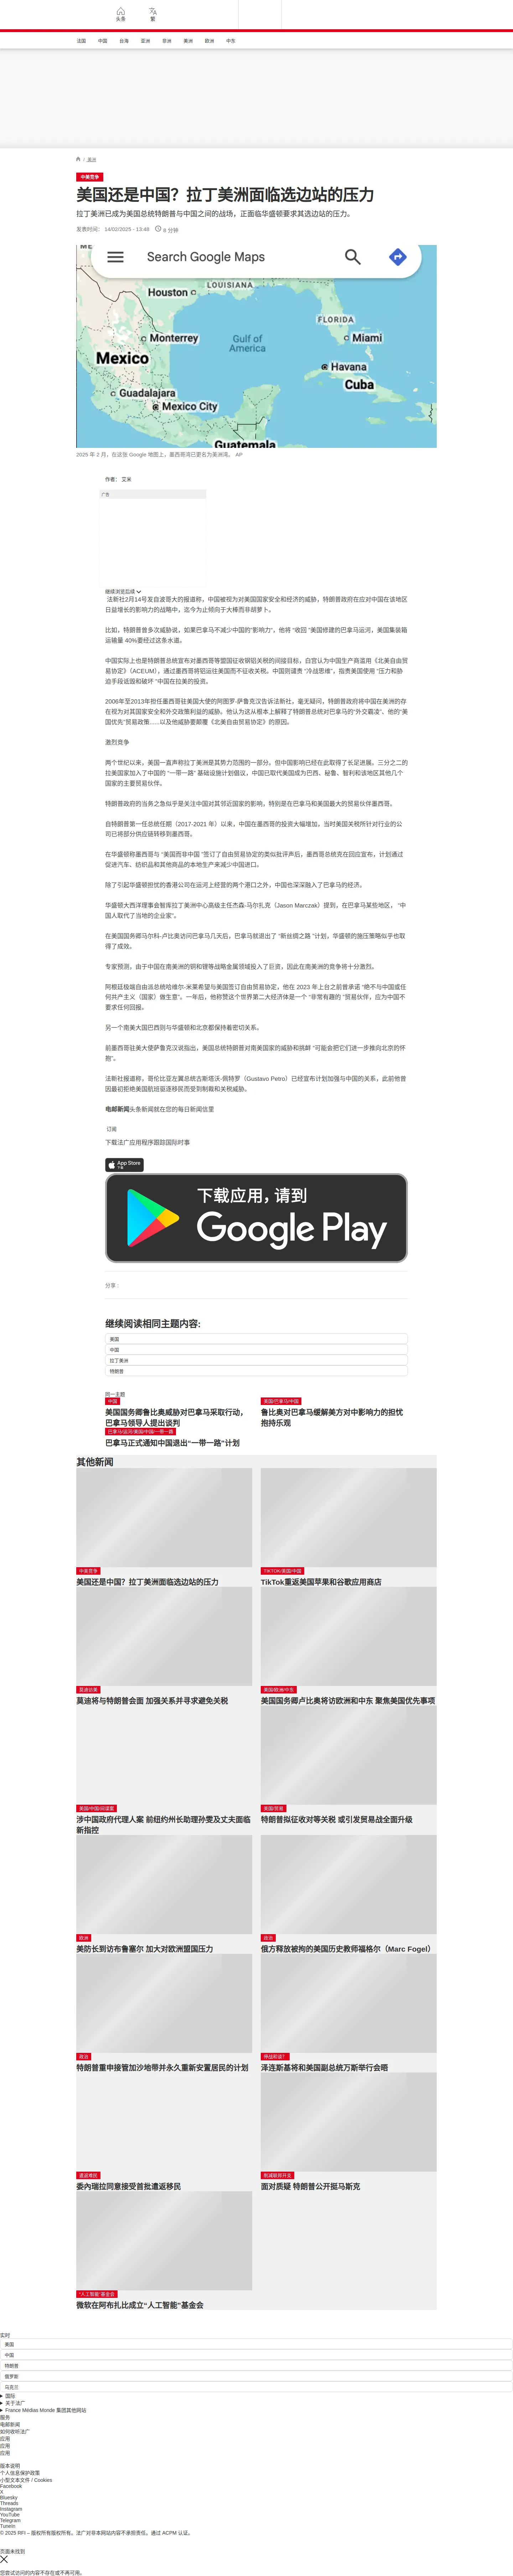 头条
繁
法国 中国 台湾 亚洲 非洲 美洲 欧洲 中东
美洲
中美竞争
美国还是中国？拉丁美洲面临选边站的压力
拉丁美洲已成为美国总统特朗普与中国之间的战场，正面临华盛顿要求其选边站的压力。
发表时间： 14/02/2025 - 13:48 8 分钟
Search Google Maps
LOUISIANA
Houston
FLORIDA
Monterrey
Gulf of
America
Miami
Mexico
Havana
Cuba
Guadalajara
Mexico City
Guatemala
2025 年 2 月，在这张 Google 地图上，墨西哥湾已更名为美洲湾。 AP
作者： 艾米
广告
继续浏览后续
法新社2月14号发自波哥大的报道称，中国被视为对美国国家安全和经济的威胁，特朗普政府在应对中国在该地区
日益增长的影响力的战略中，迄今为止倾向于大棒而非胡萝卜。
比如，特朗普曾多次威胁说，如果巴拿马不减少中国的"影响力"，他将 "收回 "美国修建的巴拿马运河，美国集装箱
运输量 40%要经过这条水道。
中国实际上也是特朗普总统宣布对墨西哥等盟国征收钢铝关税的间接目标，白宫认为中国生产商滥用《北美自由贸
易协定》（ACEUM），通过墨西哥将铝运往美国而不征收关税。中国则谴责 "冷战思维"，指责美国使用 "压力和胁
迫手段诋毁和破坏 "中国在拉美的投资。
2006年至2013年担任墨西哥驻美国大使的阿图罗-萨鲁克汉告诉法新社，毫无疑问，特朗普政府将中国在美洲的存
在视为对其国家安全和外交政策利益的威胁。他认为这从根本上解释了特朗普总统对巴拿马的"外交霸凌"、他的"美
国优先"贸易政策......以及他威胁要颠覆《北美自由贸易协定》的原因。
激烈竞争
两个世纪以来，美国一直声称拉丁美洲是其势力范围的一部分，但中国影响已经在此取得了长足进展。三分之二的
拉美国家加入了中国的 "一带一路" 基础设施计划倡议，中国已取代美国成为巴西、秘鲁、智利和该地区其他几个
国家的主要贸易伙伴。
特朗普政府的当务之急似乎是关注中国对其邻近国家的影响，特别是在巴拿马和美国最大的贸易伙伴墨西哥。
自特朗普第一任总统任期（2017-2021 年）以来，中国在墨西哥的投资大幅增加，当时美国关税所针对行业的公
司已将部分供应链转移到墨西哥。
在华盛顿称墨西哥与 "美国而非中国 "签订了自由贸易协定的类似批评声后，墨西哥总统克在回应宣布，计划通过
促进汽车、纺织品和其他商品的本地生产来减少中国进口。
除了引起华盛顿担忧的香港公司在运河上经营的两个港口之外，中国也深深融入了巴拿马的经济。
华盛顿大西洋理事会智库拉丁美洲中心高级主任杰森-马尔扎克（Jason Marczak）提到，在巴拿马某些地区， "中
国人取代了当地的企业家"。
在美国国务卿马尔科-卢比奥访问巴拿马几天后，巴拿马就退出了 "新丝绸之路 "计划，华盛顿的施压策略似乎也取
得了成效。
专家预测，由于中国在南美洲的铜和锂等战略金属领域投入了巨资，因此在南美洲的竞争将十分激烈。
阿根廷极端自由派总统哈维尔-米莱希望与美国签订自由贸易协定，他在 2023 年上台之前曾承诺 "绝不与中国或任
何共产主义（国家）做生意"。一年后，他称赞这个世界第二大经济体是一个 "非常有趣的 "贸易伙伴，应为中国不
要求任何回报。
另一个南美大国巴西则与华盛顿和北京都保持着密切关系。
前墨西哥驻美大使萨鲁克汉说指出，美国总统特朗普对南美国家的威胁和挑衅 "可能会把它们进一步推向北京的怀
抱"。
法新社报道称，哥伦比亚左翼总统古斯塔沃-佩特罗（Gustavo Petro）已经宣布计划加强与中国的关系，此前他曾
因最初拒绝美国航班驱逐移民而受到制裁和关税威胁。
电邮新闻头条新闻就在您的每日新闻信里
订阅
下载法广应用程序跟踪国际时事
App Store
下载
下载应用，请到
Google Play
分享 :
继续阅读相同主题内容:
美国
中国
拉丁美洲
特朗普
同一主题
中国
美国国务卿鲁比奥威胁对巴拿马采取行动，
巴拿马领导人提出谈判
美国/巴拿马/中国
鲁比奥对巴拿马缓解美方对中影响力的担忧
抱持乐观
巴拿马/运河/美国/中国/一带一路
巴拿马正式通知中国退出“一带一路”计划
其他新闻
中美竞争
美国还是中国？拉丁美洲面临选边站的压力
TIKTOK/美国/中国
TikTok重返美国苹果和谷歌应用商店
莫迪访美
莫迪将与特朗普会面 加强关系并寻求避免关税
美国/欧洲/中东
美国国务卿卢比奥将访欧洲和中东 聚焦美国优先事项
美国/中国/间谍案
涉中国政府代理人案 前纽约州长助理孙雯及丈夫面临
新指控
美国/贸易
特朗普拟征收对等关税 或引发贸易战全面升级
欧洲
美防长到访布鲁塞尔 加大对欧洲盟国压力
政治
俄方释放被拘的美国历史教师福格尔（Marc Fogel）
政治
特朗普重申接管加沙地带并永久重新安置居民的计划
停战和谈？
泽连斯基将和美国副总统万斯举行会晤
遣返难民
委内瑞拉同意接受首批遣返移民
削减联邦开支
面对质疑 特朗普公开挺马斯克
“人工智能”基金会
微软在阿布扎比成立“人工智能”基金会
实时
美国
中国
特朗普
俄罗斯
乌克兰
国际
关于法广
France Médias Monde 集团其他网站
服务
电邮新闻
如何收听法广
应用
应用
应用
版本说明
个人信息保护政策
小型文本文件 / Cookies
Facebook
X
Bluesky
Threads
Instagram
YouTube
Telegram
TuneIn
© 2025 RFI – 版权所有版权所有。法广对非本网站内容不承担责任。通过 ACPM 认证。
页面未找到
您尝试访问的内容不存在或不再可用。